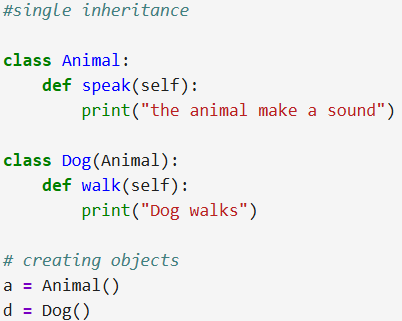 #single inheritance
class Animal:
    def speak(self):
        print("the animal make a sound")
class Dog(Animal):
    def walk(self):
        print("Dog walks")
# creating objects
a = Animal()
d = Dog()